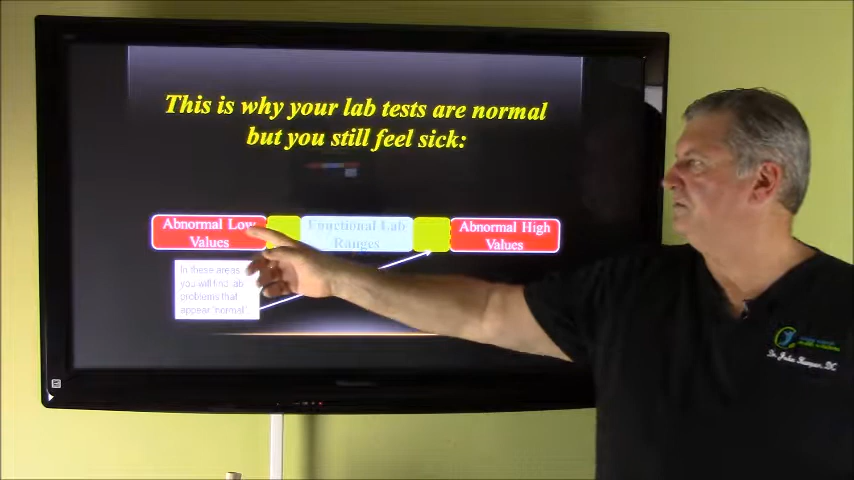 This is why your lab tests are normal
but you still feel sick:
Abnormal Low
Values
Functional Lab
Ranges
Abnormal High
Values
In these areas
you will find lab
problems that
appear "normal"
DC